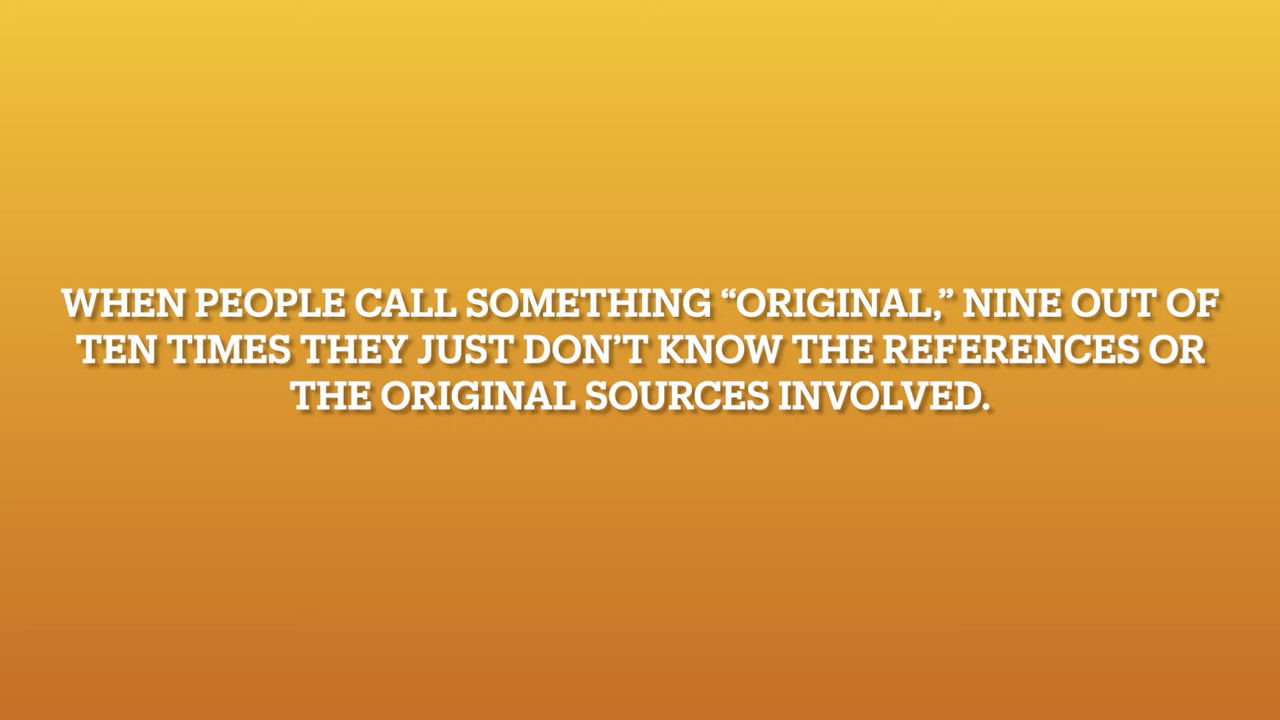 WHEN PEOPLE CALL SOMETHING “ORIGINAL,” NINE OUT OF
TEN TIMES THEY JUST DON’T KNOW THE REFERENCES OR
THE ORIGINAL SOURCES INVOLVED.